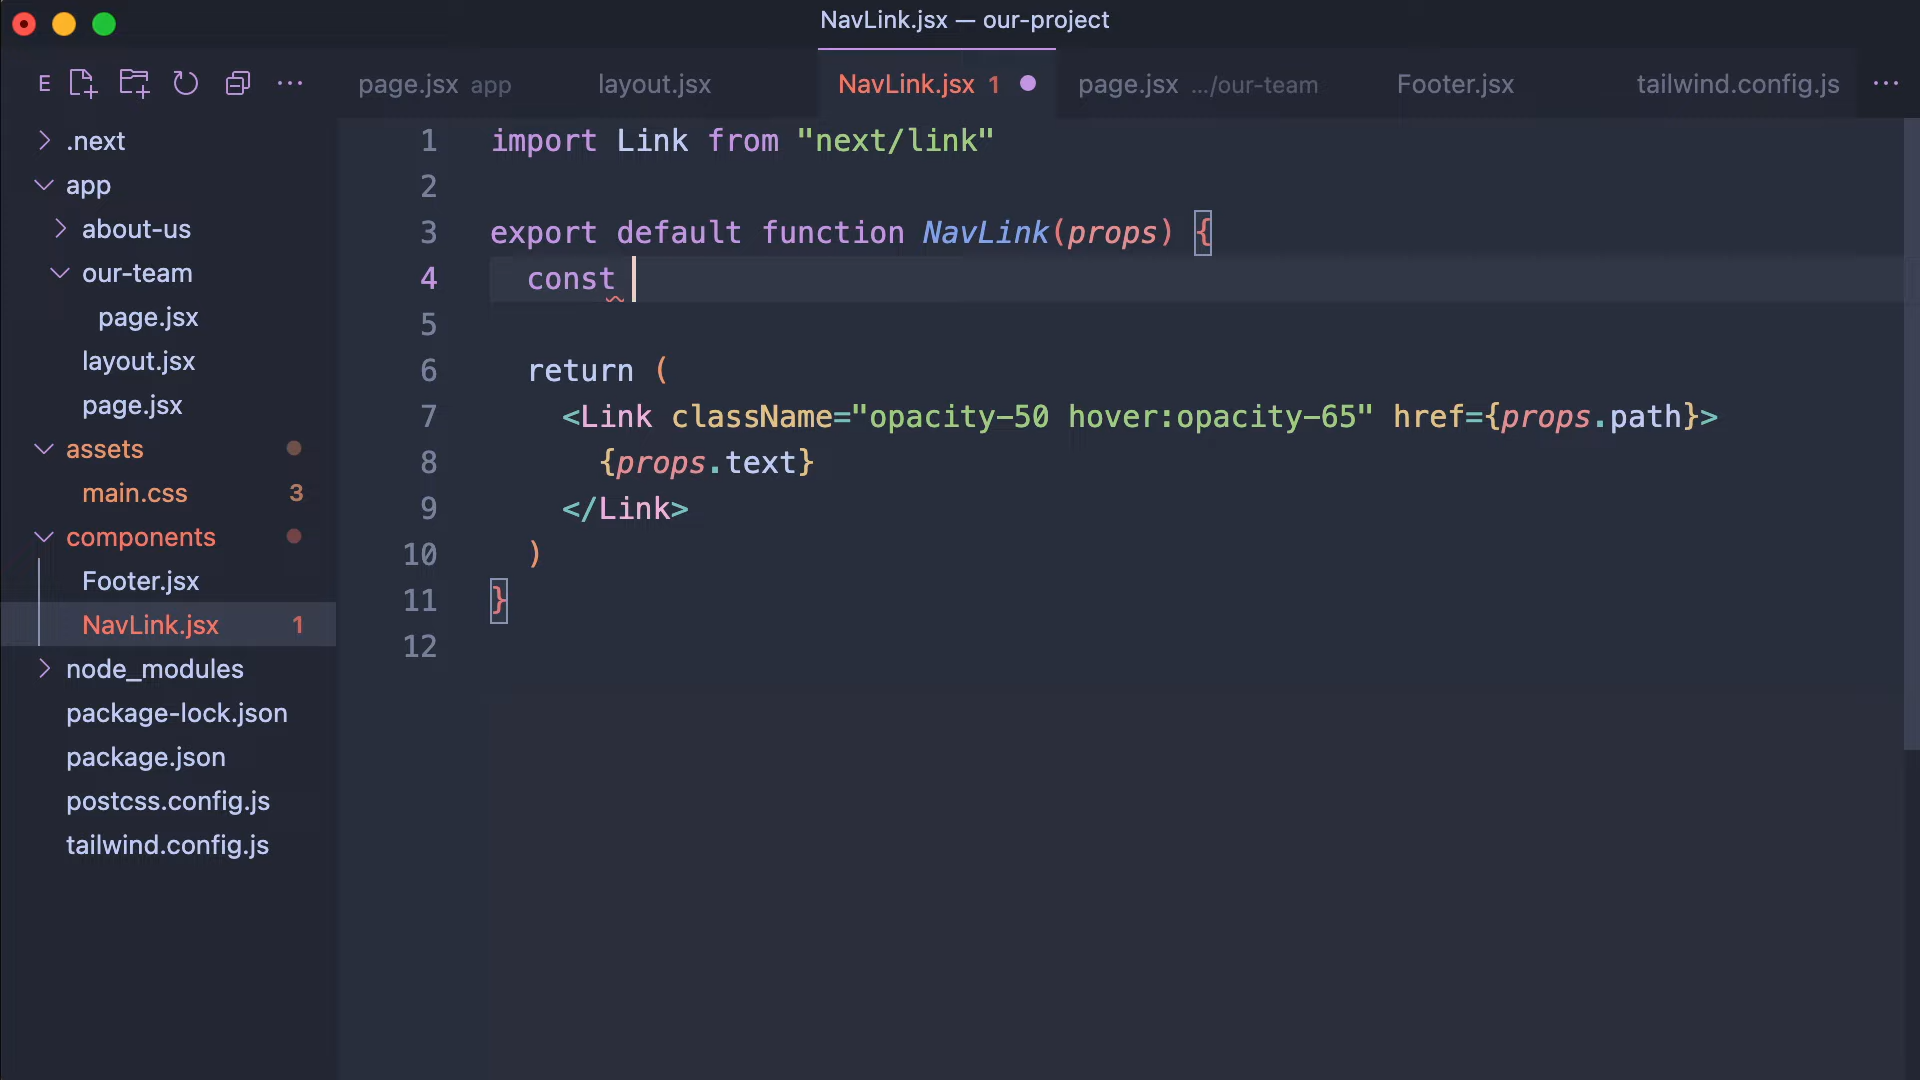 NavLink.jsx — our-project
E
page.jsx app
layout.jsx
NavLink.jsx 1
page.jsx .../our-team
Footer.jsx
tailwind.config.js
.next
app
about-us
our-team
page.jsx
layout.jsx
page.jsx
assets
main.css 3
components
Footer.jsx
NavLink.jsx 1
node_modules
package-lock.json
package.json
postcss.config.js
tailwind.config.js
1 import Link from "next/link"
2
3 export default function NavLink(props) {
4 const
5
6 return (
7 <Link className="opacity-50 hover:opacity-65" href={props.path}>
8 {props.text}
9 </Link>
10 )
11 }
12